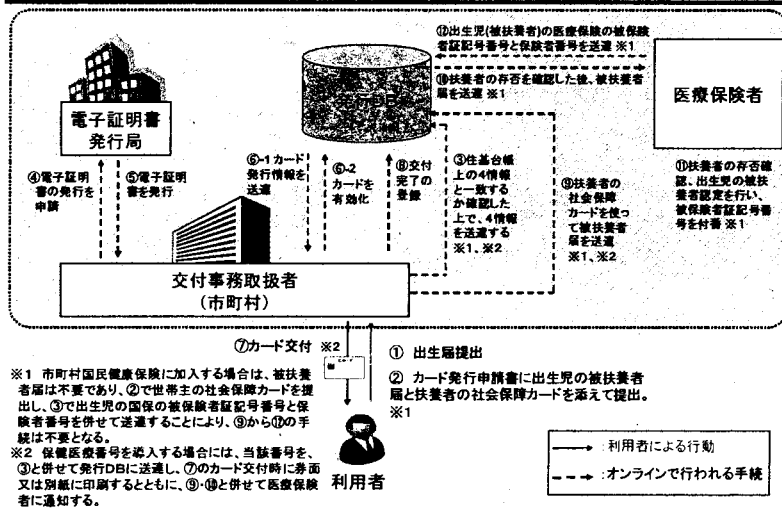 ⑫出生児(被扶養者)の医療保険の被保険
者証記号番号と保険者番号を送達 ※1
⑩扶養者の存否を確認した後、被扶養者
届を送達 ※1
発行DB
医療保険者
電子証明書
発行局
④電子証明
書の発行を
申請
⑤電子証明
書を発行
⑥-1 カード
発行情報を
送達
⑥-2
カードを
有効化
⑧交付
完了の
登録
③住基台帳
上の4情報
と一致する
か確認した
上で、4情報
を送達する
※1、※2
⑨扶養者の
社会保障
カードを使っ
て被扶養者
届を送達
※1、※2
⑪扶養者の存否確
認、出生児の被扶
養者認定を行い、
被保険者証記号番
号を付番 ※1
交付事務取扱者
(市町村)
⑦カード交付 ※2
① 出生届提出
② カード発行申請書に出生児の被扶養者
届と扶養者の社会保障カードを添えて提出。
※1
※1 市町村国民健康保険に加入する場合は、被扶養
者届は不要であり、②で世帯主の社会保障カードを提
出し、③で出生児の国保の被保険者証記号番号と保
険者番号を併せて送達することにより、⑨から⑫の手
続は不要となる。
※2 保健医療番号を導入する場合には、当該番号を、
③と併せて発行DBに送達し、⑦のカード交付時に券面
又は別紙に印刷するとともに、⑨・⑩と併せて医療保険
者に通知する。
利用者
:利用者による行動
:オンラインで行われる手続